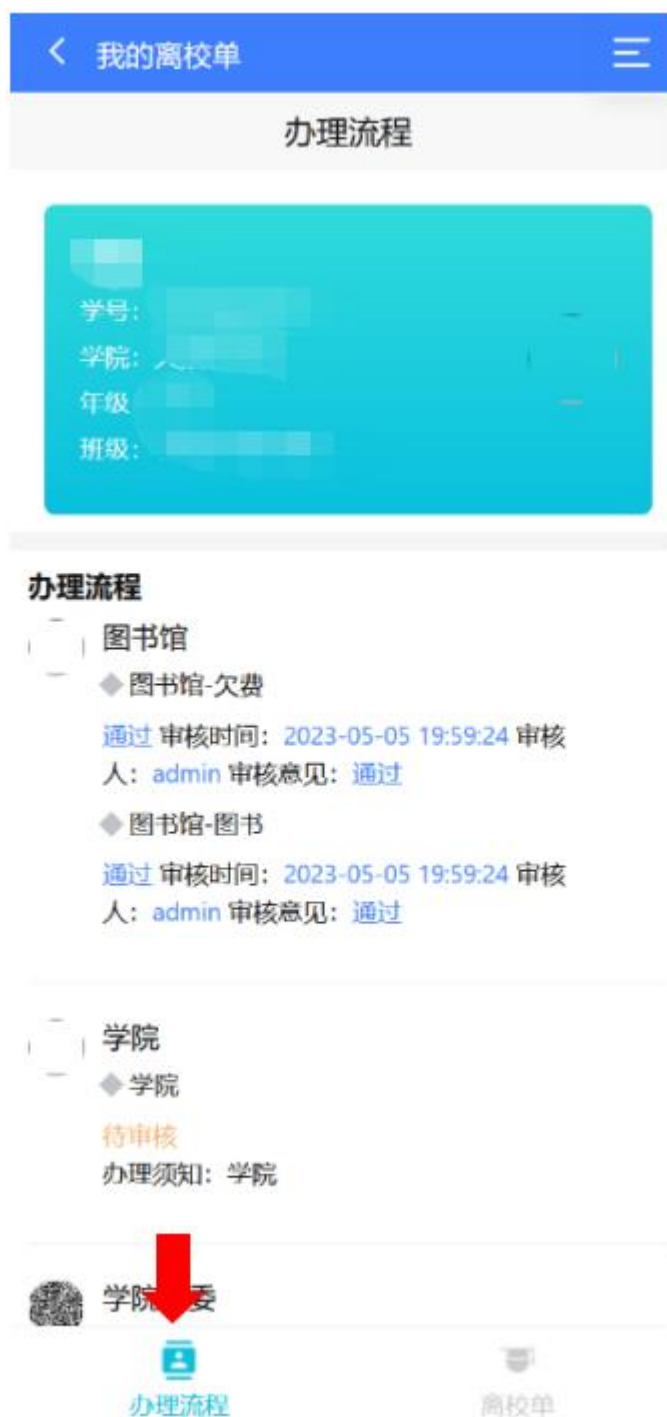 我的离校单
办理流程
学号：
学院：
年级
班级：
办理流程
图书馆
图书馆-欠费
通过 审核时间：2023-05-05 19:59:24 审核
人：admin 审核意见：通过
图书馆-图书
通过 审核时间：2023-05-05 19:59:24 审核
人：admin 审核意见：通过
学院
学院
待审核
办理须知：学院
学院 委
办理流程
离校单